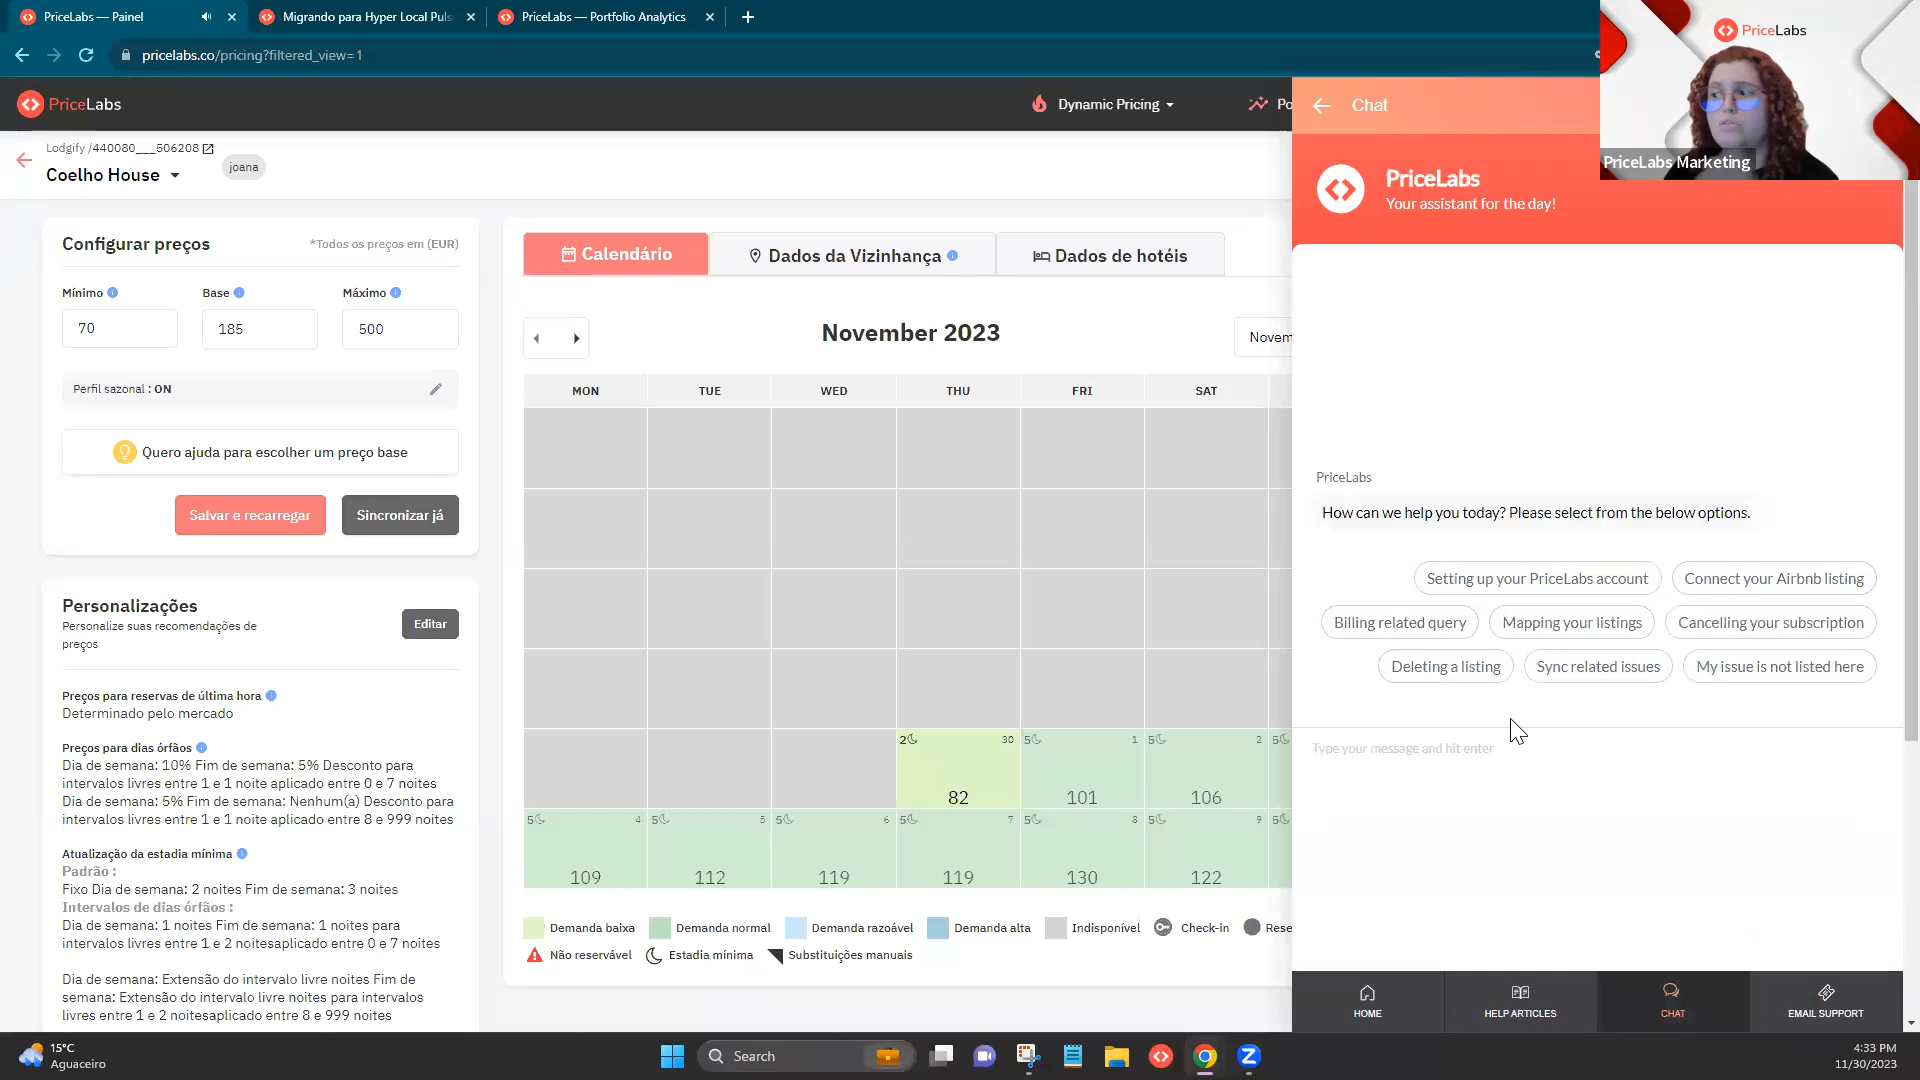 PriceLabs — Painel
Migrando para Hyper Local Puls
PriceLabs — Portfolio Analytics
pricelabs.co/pricing?filtered_view=1
PriceLabs
Dynamic Pricing
Po
Lodgify /440080___506208
Coelho House
joana
Configurar preços
*Todos os preços em (EUR)
Mínimo
Base
Máximo
70
185
500
Perfil sazonal : ON
Quero ajuda para escolher um preço base
Salvar e recarregar
Sincronizar já
Personalizações
Personalize suas recomendações de
preços
Editar
Preços para reservas de última hora
Determinado pelo mercado
Preços para dias órfãos
Dia de semana: 10% Fim de semana: 5% Desconto para
intervalos livres entre 1 e 1 noite aplicado entre 0 e 7 noites
Dia de semana: 5% Fim de semana: Nenhum(a) Desconto para
intervalos livres entre 1 e 1 noite aplicado entre 8 e 999 noites
Atualização da estadia mínima
Padrão :
Fixo Dia de semana: 2 noites Fim de semana: 3 noites
Intervalos de dias órfãos :
Dia de semana: 1 noites Fim de semana: 1 noites para
intervalos livres entre 1 e 2 noitesaplicado entre 0 e 7 noites
Dia de semana: Extensão do intervalo livre noites Fim de
semana: Extensão do intervalo livre noites para intervalos
livres entre 1 e 2 noitesaplicado entre 8 e 999 noites
Calendário
Dados da Vizinhança
Dados de hotéis
November 2023
Novem
MON TUE WED THU FRI SAT
2 30 5 1 5 2 5
82 101 106
5 4 5 5 5 6 5 7 5 8 5 9 5
109 112 119 119 130 122
Demanda baixa
Demanda normal
Demanda razoável
Demanda alta
Indisponível
Check-in
Rese
Não reservável
Estadia mínima
Substituições manuais
Chat
PriceLabs
Your assistant for the day!
PriceLabs
PriceLabs Marketing
PriceLabs
How can we help you today? Please select from the below options.
Setting up your PriceLabs account
Connect your Airbnb listing
Billing related query
Mapping your listings
Cancelling your subscription
Deleting a listing
Sync related issues
My issue is not listed here
Type your message and hit enter
HOME
HELP ARTICLES
CHAT
EMAIL SUPPORT
15°C
Aguaceiro
Search
4:33 PM
11/30/2023